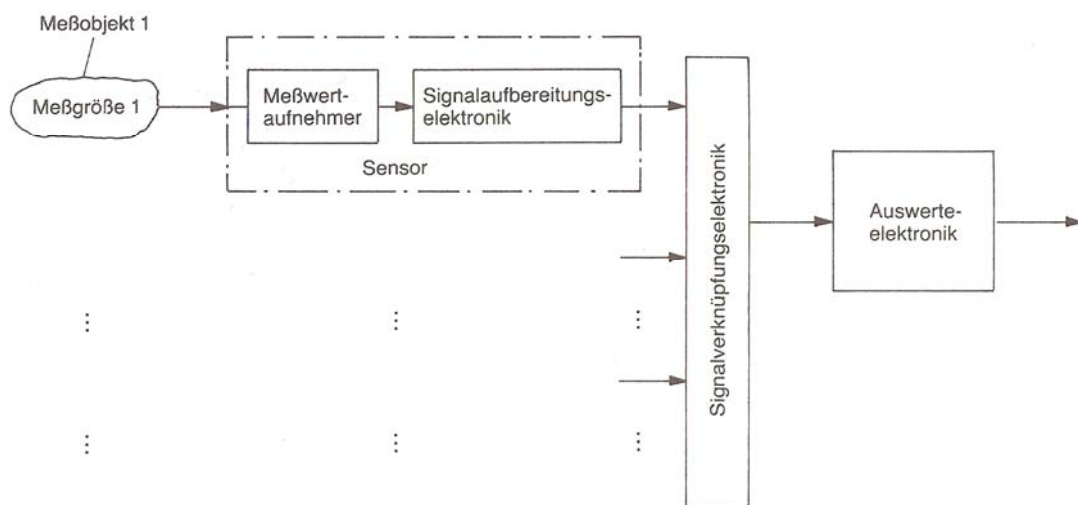 Meßobjekt 1
Meßgröße 1
Meßwert-
aufnehmer
Signalaufbereitungs-
elektronik
Sensor
Signalverknüpfungselektronik
Auswerte-
elektronik